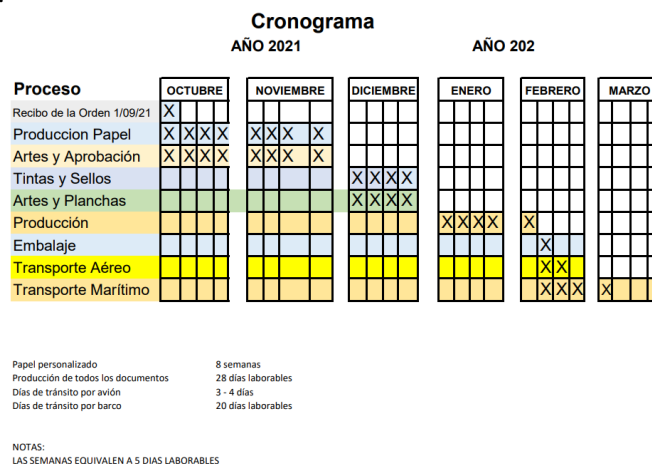 Cronograma
AÑO 2021 AÑO 202
Proceso OCTUBRE NOVIEMBRE DICIEMBRE ENERO FEBRERO MARZO
Recibo de la Orden 1/09/21 X
Produccion Papel X X X X X X X X
Artes y Aprobación X X X X X X X X
Tintas y Sellos X X X X
Artes y Planchas X X X X
Producción X X X X X
Embalaje X
Transporte Aéreo X X
Transporte Marítimo X X X X
Papel personalizado 8 semanas
Producción de todos los documentos 28 días laborables
Días de tránsito por avión 3 - 4 días
Días de tránsito por barco 20 días laborables
NOTAS:
LAS SEMANAS EQUIVALEN A 5 DIAS LABORABLES